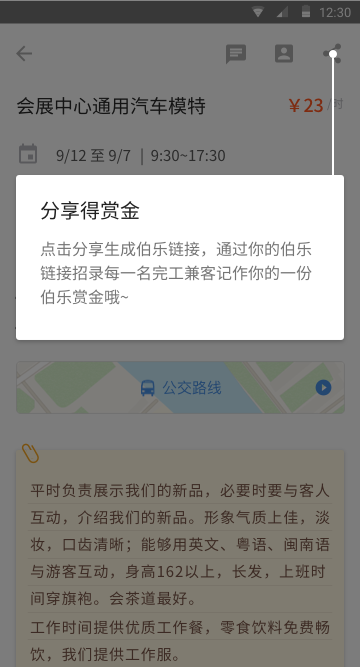 12:30
会展中心通用汽车模特
￥23 /时
9/12 至 9/7 | 9:30~17:30
分享得赏金
点击分享生成伯乐链接，通过你的伯乐
链接招录每一名完工兼客记作你的一份
伯乐赏金哦~
公交路线
平时负责展示我们的新品，必要时要与客人
互动，介绍我们的新品。形象气质上佳，淡
妆，口齿清晰；能够用英文、粤语、闽南语
与游客互动，身高162以上，长发，上班时
间穿旗袍。会茶道最好。
工作时间提供优质工作餐，零食饮料免费畅
饮，我们提供工作服。